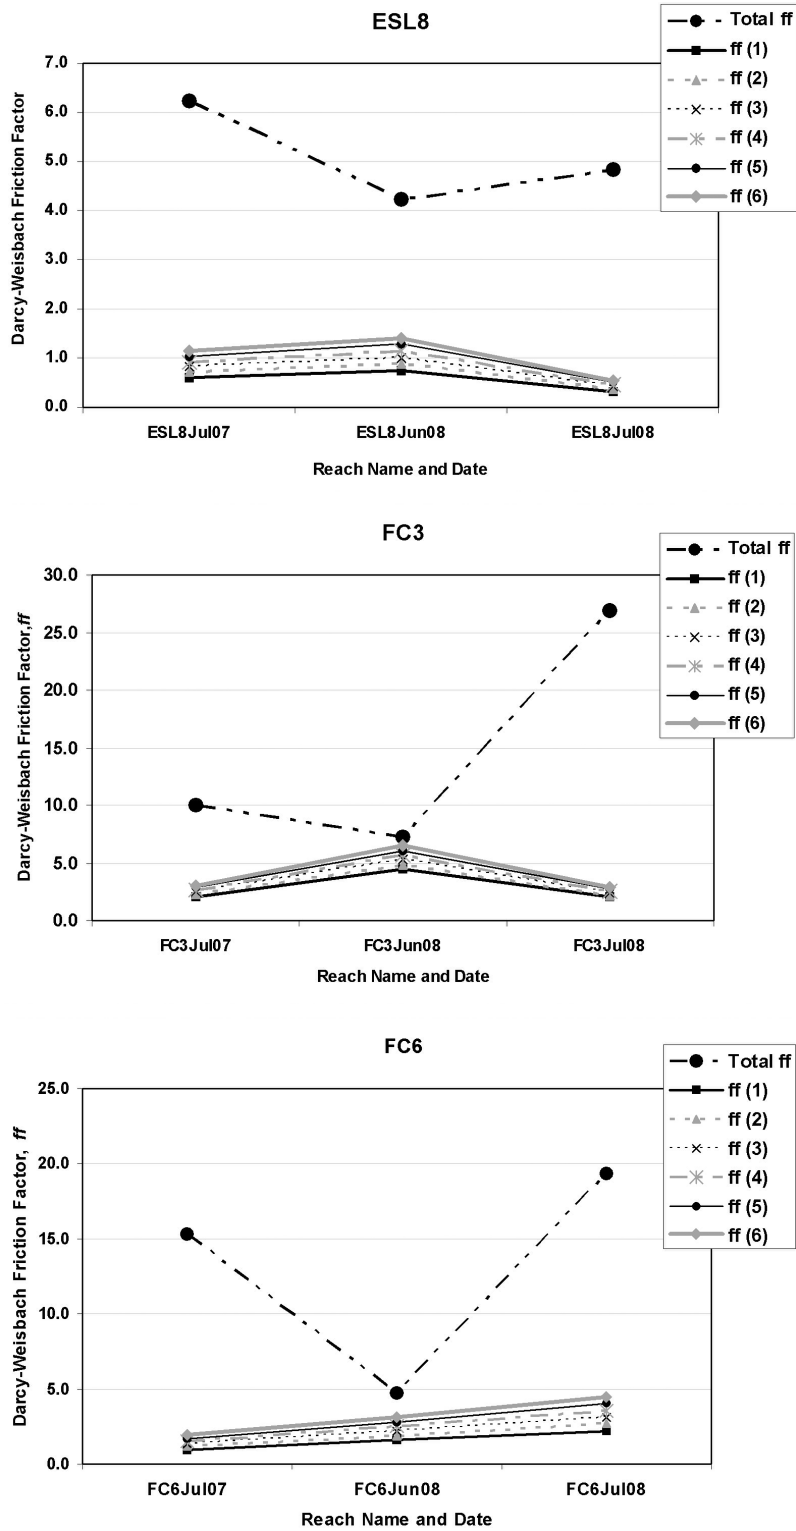 ESL8
Total ff
ff (1)
ff (2)
ff (3)
ff (4)
ff (5)
ff (6)
7.0
6.0
5.0
4.0
3.0
2.0
1.0
0.0
Darcy-Weisbach Friction Factor
ESL8Jul07 ESL8Jun08 ESL8Jul08
Reach Name and Date
FC3
Total ff
ff (1)
ff (2)
ff (3)
ff (4)
ff (5)
ff (6)
30.0
25.0
20.0
15.0
10.0
5.0
0.0
Darcy-Weisbach Friction Factor,ff
FC3Jul07 FC3Jun08 FC3Jul08
Reach Name and Date
FC6
Total ff
ff (1)
ff (2)
ff (3)
ff (4)
ff (5)
ff (6)
25.0
20.0
15.0
10.0
5.0
0.0
Darcy-Weisbach Friction Factor, ff
FC6Jul07 FC6Jun08 FC6Jul08
Reach Name and Date